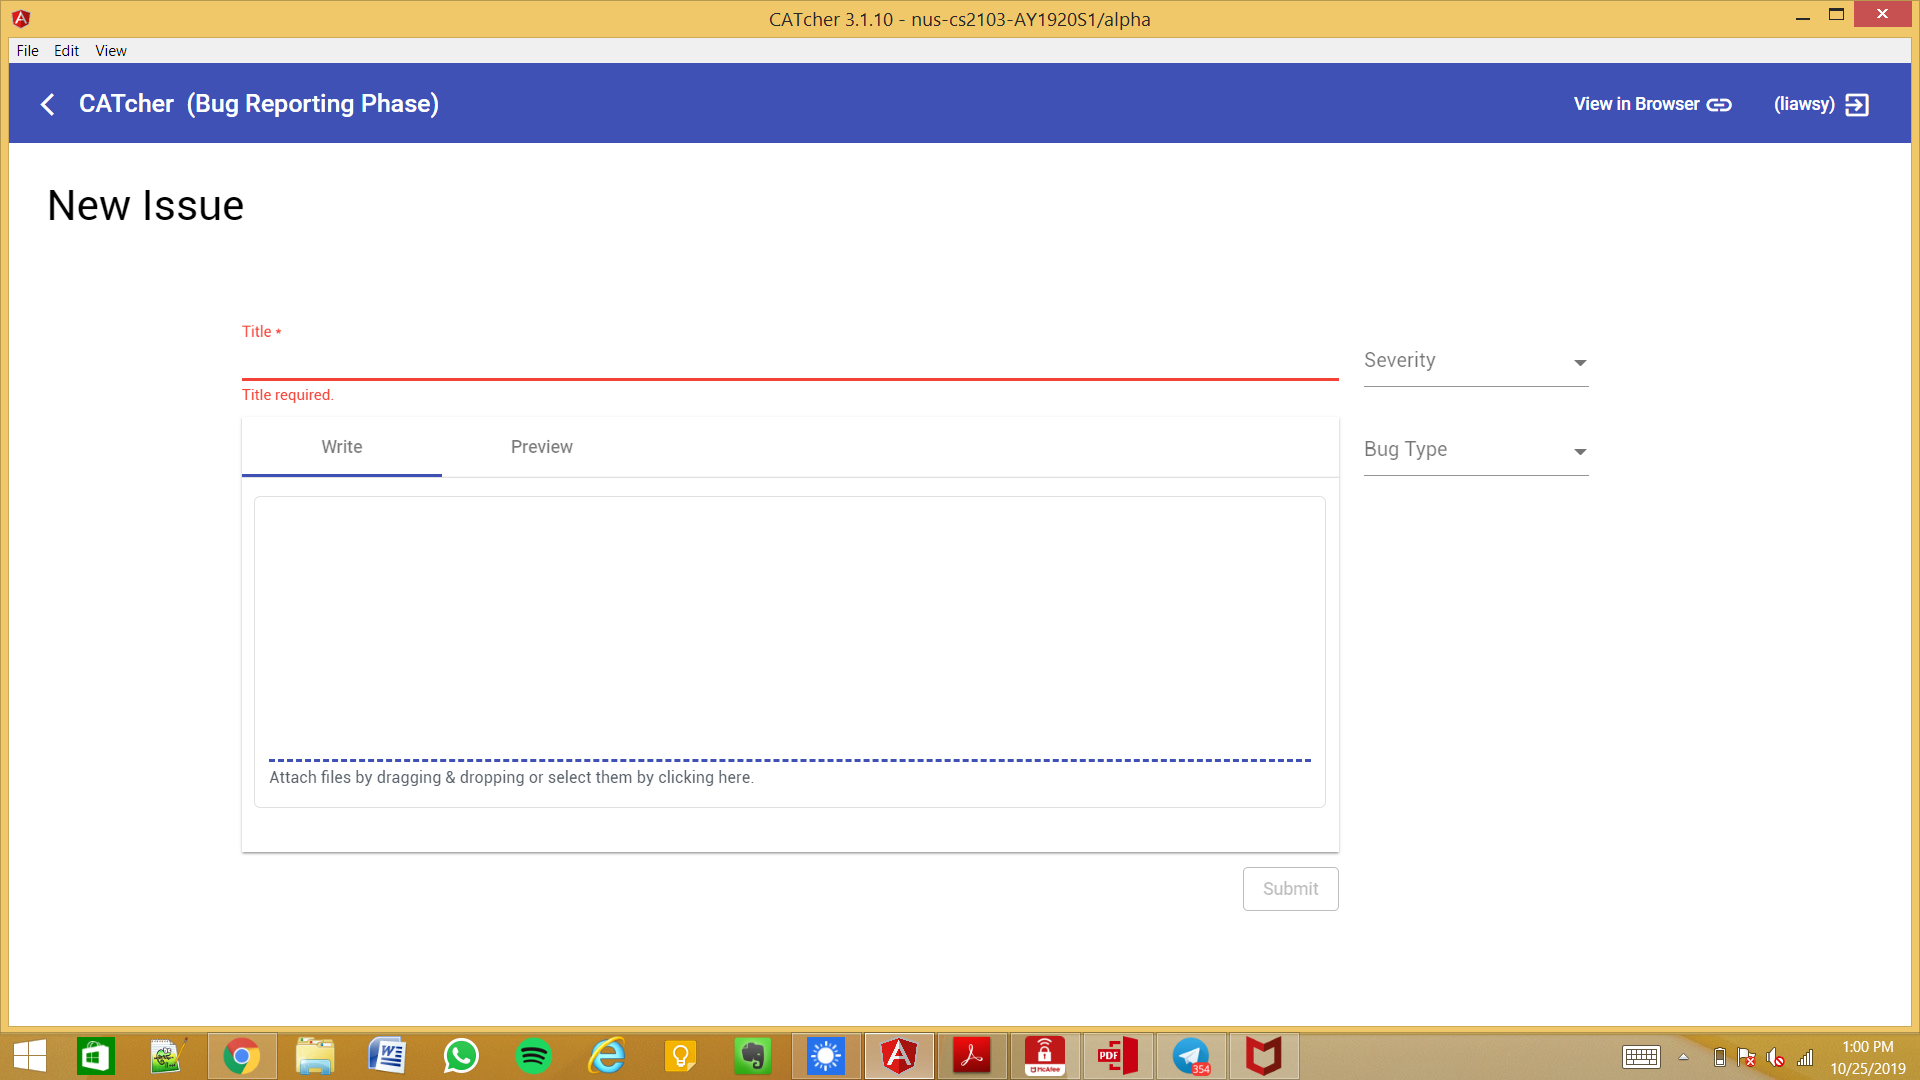 CATcher 3.1.10 - nus-cs2103-AY1920S1/alpha
File Edit View
CATcher (Bug Reporting Phase)
View in Browser
(liawsy)
New Issue
Title *
Title required.
Severity
Bug Type
Write Preview
Attach files by dragging & dropping or select them by clicking here.
Submit
McAfee
PDF
354
1:00 PM
10/25/2019